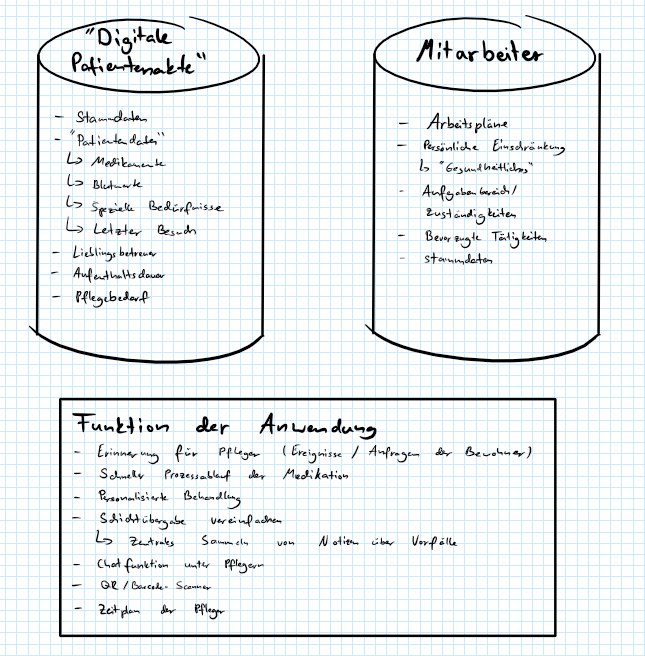 "Digitale
Patientenakte"
- Stammdaten
- "Patientendaten"
↳ Medikamente
↳ Blutwerte
↳ Spezielle Bedürfnisse
↳ Letzter Besuch
- Lieblingsbetreuer
- Aufenthaltsdauer
- Pflegebedarf
Mitarbeiter
- Arbeitspläne
- Persönliche Einschränkung
↳ "Gesundheitliches"
- Aufgabenbereich/
Zuständigkeiten
- Bevorzugte Tätigkeiten
- Stammdaten
Funktion der Anwendung
- Erinnerung für Pfleger (Ereignisse / Anfragen der Bewohner)
- Schneller Prozessablauf der Medikation
- Personalisierte Behandlung
- Schichtübergabe vereinfachen
↳ Zentrales Sammeln von Notizen über Vorfälle
- Chatfunktion unter Pflegern
- QR/Barcode-Scanner
- Zeitplan der Pfleger